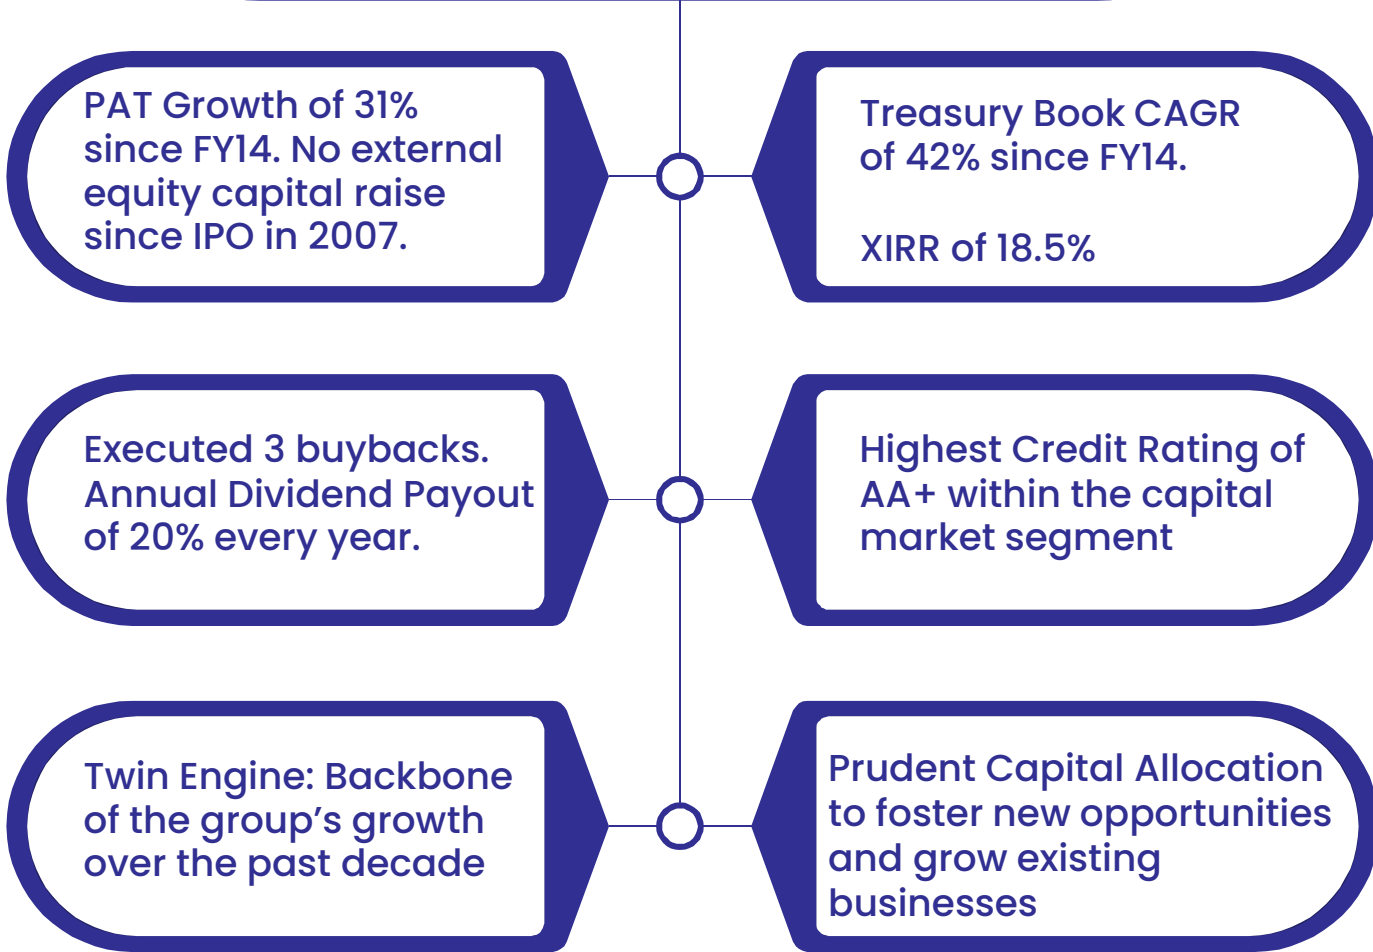 PAT Growth of 31%
since FY14. No external
equity capital raise
since IPO in 2007.
Treasury Book CAGR
of 42% since FY14.
XIRR of 18.5%
Executed 3 buybacks.
Annual Dividend Payout
of 20% every year.
Highest Credit Rating of
AA+ within the capital
market segment
Twin Engine: Backbone
of the group’s growth
over the past decade
Prudent Capital Allocation
to foster new opportunities
and grow existing
businesses